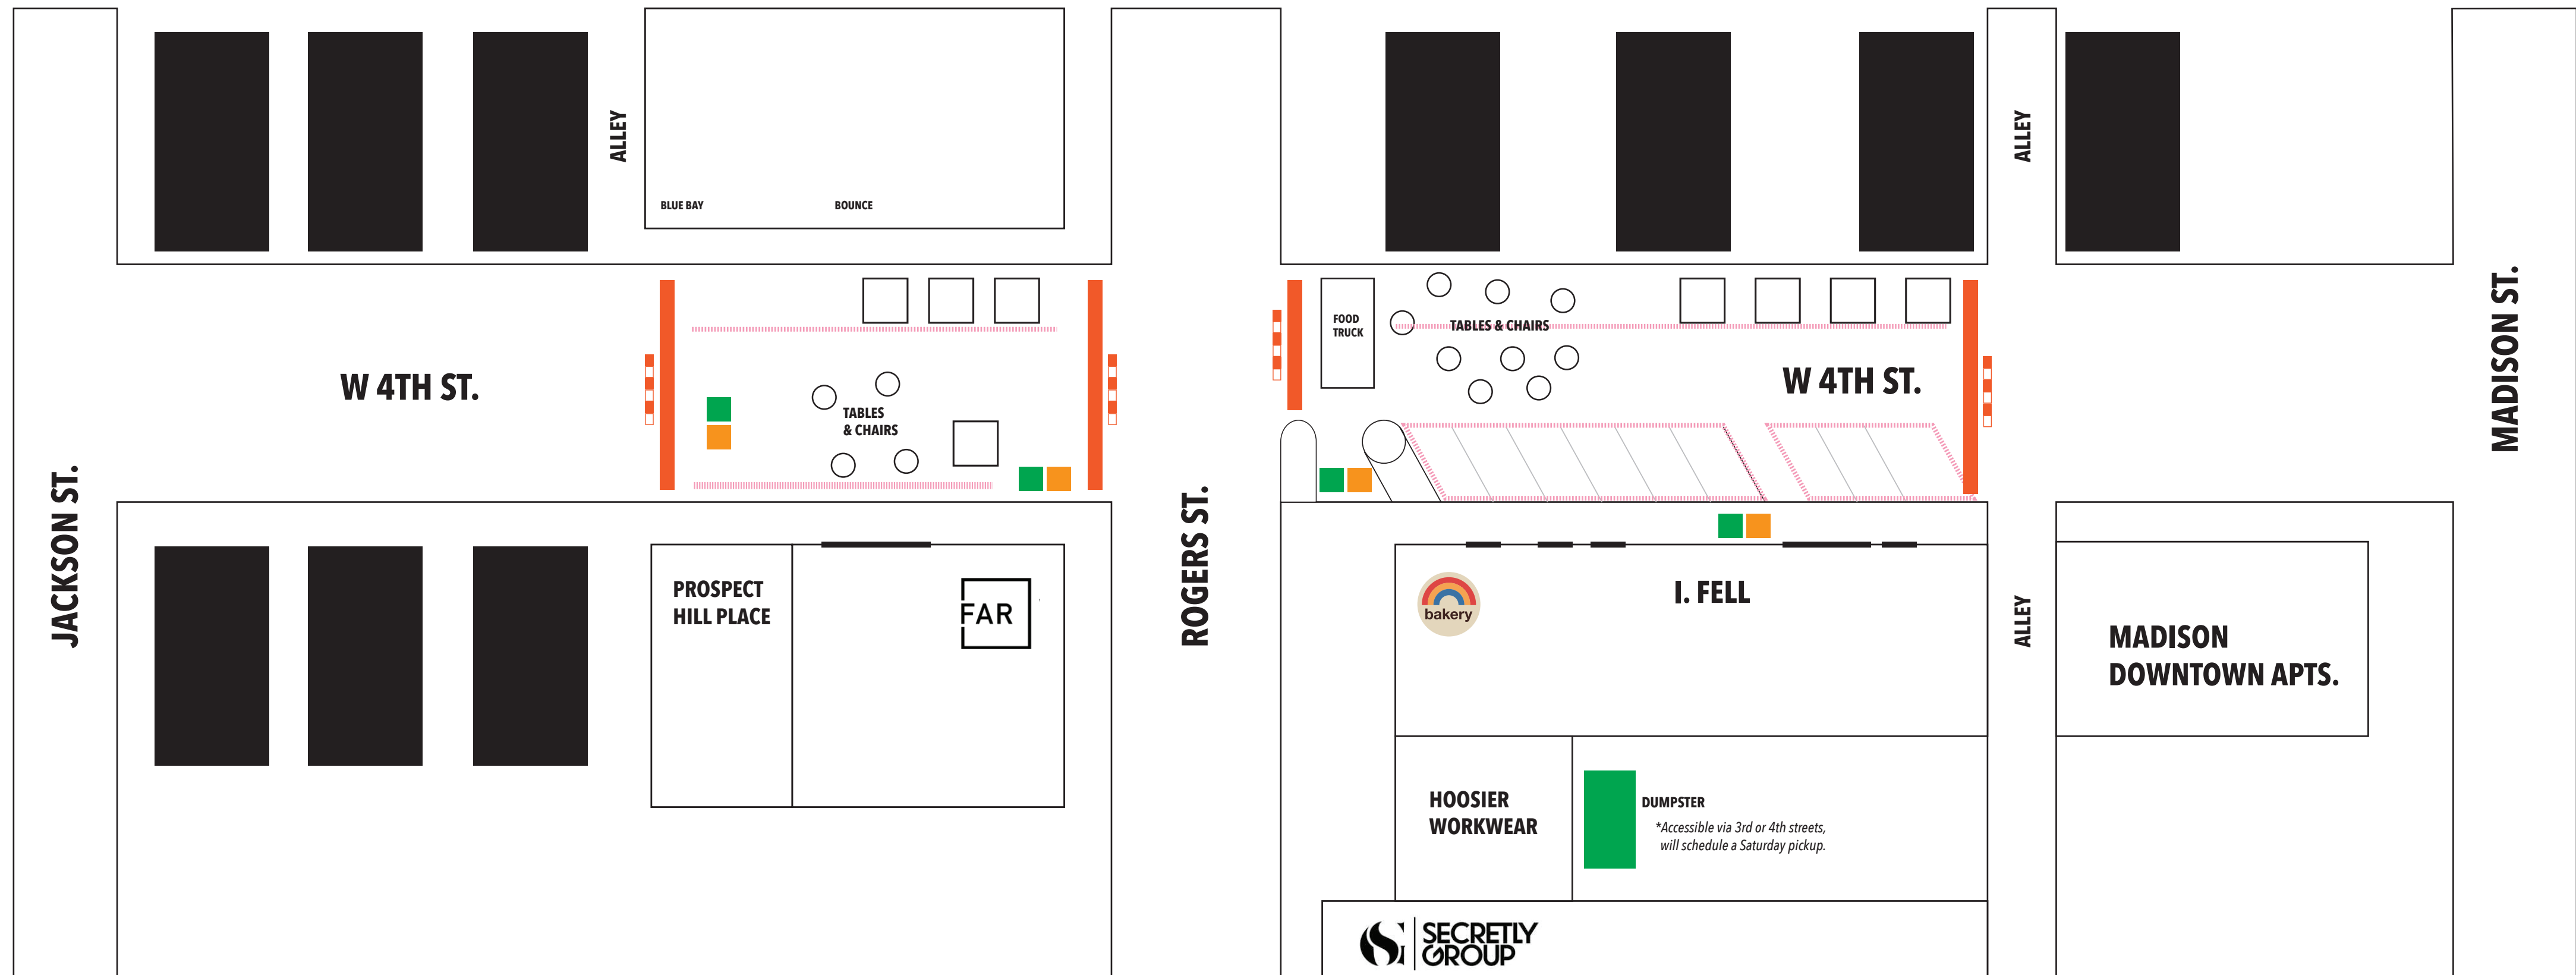 ALLEY
ALLEY
BLUE BAY
BOUNCE
FOOD
TRUCK
TABLES & CHAIRS
W 4TH ST.
W 4TH ST.
TABLES
& CHAIRS
MADISON ST.
JACKSON ST.
ROGERS ST.
PROSPECT
HILL PLACE
FAR
bakery
I. FELL
ALLEY
MADISON
DOWNTOWN APTS.
HOOSIER
WORKWEAR
DUMPSTER
*Accessible via 3rd or 4th streets,
will schedule a Saturday pickup.
SECRETLY
GROUP